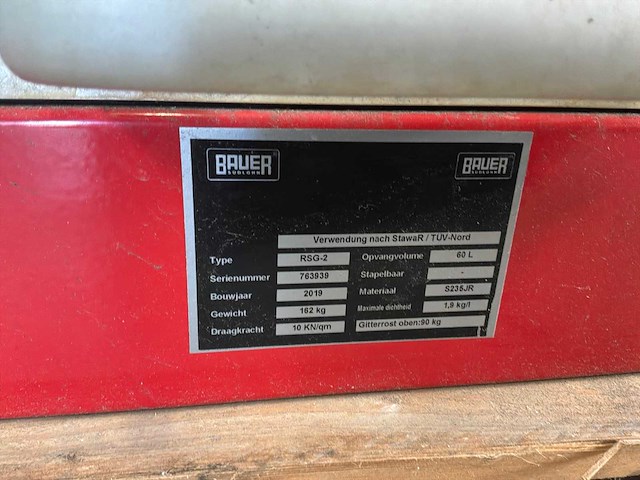 BAUER BAUER
SÜDLOHN
Verwendung nach StawaR / TÜV-Nord
Type RSG-2 Opvangvolume 60 L
Serienummer 763939 Stapelbaar -
Bouwjaar 2019 Materiaal S235JR
Gewicht 162 kg Maximale dichtheid 1,9 kg/l
Draagkracht 10 KN/qm Gitterrost oben:90 kg